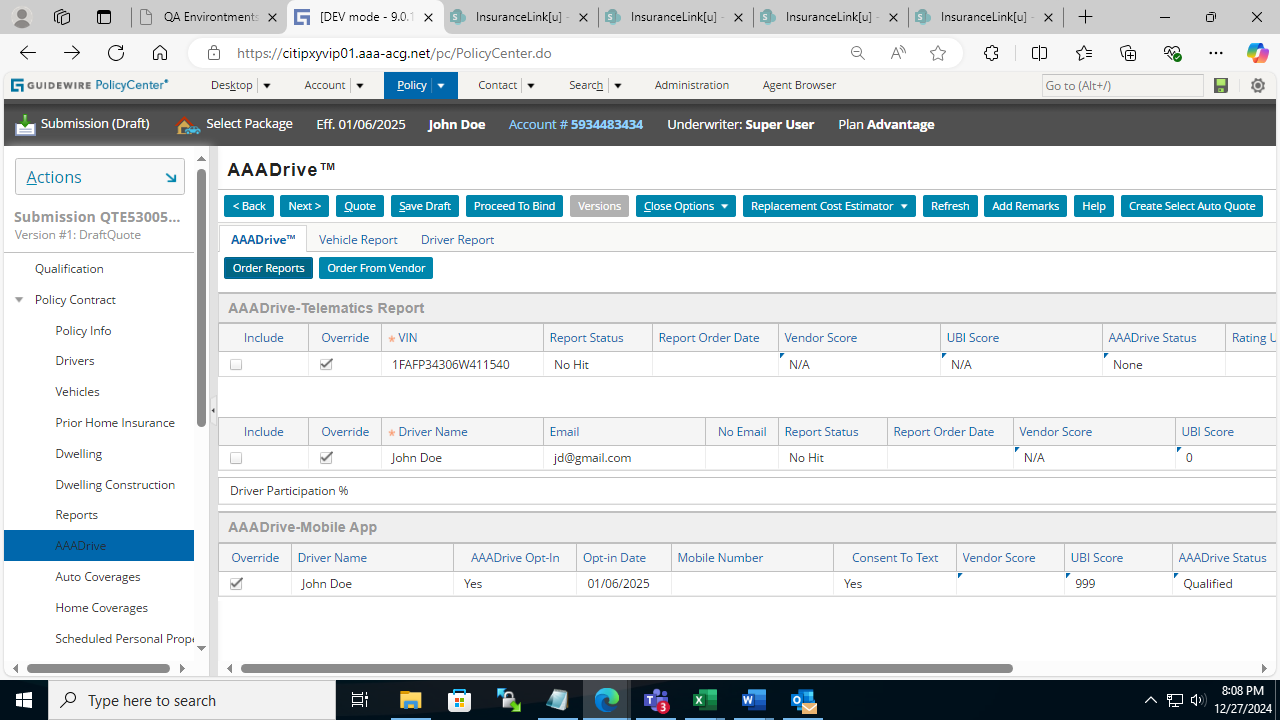 QA Environments
[DEV mode - 9.0.1
InsuranceLink[u] -
InsuranceLink[u] -
InsuranceLink[u] -
InsuranceLink[u] -
https://citipxyvip01.aaa-acg.net/pc/PolicyCenter.do
GUIDEWIRE PolicyCenter®
Desktop
Account
Policy
Contact
Search
Administration
Agent Browser
Go to (Alt+/)
Submission (Draft)
Select Package
Eff. 01/06/2025
John Doe
Account # 5934483434
Underwriter: Super User
Plan Advantage
Actions
Submission QTE53005...
Version #1: DraftQuote
Qualification
Policy Contract
Policy Info
Drivers
Vehicles
Prior Home Insurance
Dwelling
Dwelling Construction
Reports
AAADrive
Auto Coverages
Home Coverages
Scheduled Personal Prope
AAADrive™
< Back
Next >
Quote
Save Draft
Proceed To Bind
Versions
Close Options
Replacement Cost Estimator
Refresh
Add Remarks
Help
Create Select Auto Quote
AAADrive™
Vehicle Report
Driver Report
Order Reports
Order From Vendor
AAADrive-Telematics Report
Include Override * VIN Report Status Report Order Date Vendor Score UBI Score AAADrive Status Rating U
1FAFP34306W411540 No Hit N/A N/A None
Include Override * Driver Name Email No Email Report Status Report Order Date Vendor Score UBI Score
John Doe jd@gmail.com No Hit N/A 0
Driver Participation %
AAADrive-Mobile App
Override Driver Name AAADrive Opt-In Opt-in Date Mobile Number Consent To Text Vendor Score UBI Score AAADrive Status
John Doe Yes 01/06/2025 Yes 999 Qualified
Type here to search
3
8:08 PM
12/27/2024